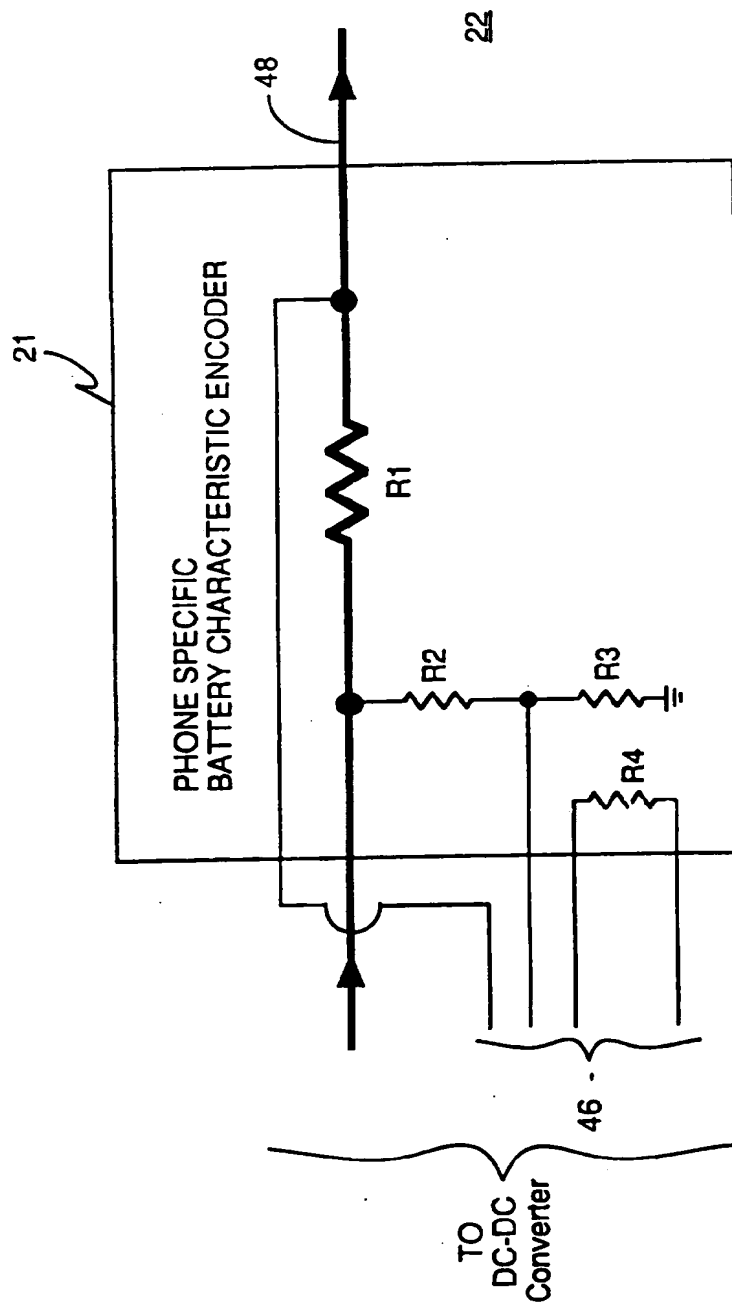 21
PHONE SPECIFIC
BATTERY CHARACTERISTIC ENCODER
48
22
R1
R2
R3
R4
46
TO
DC-DC
Converter